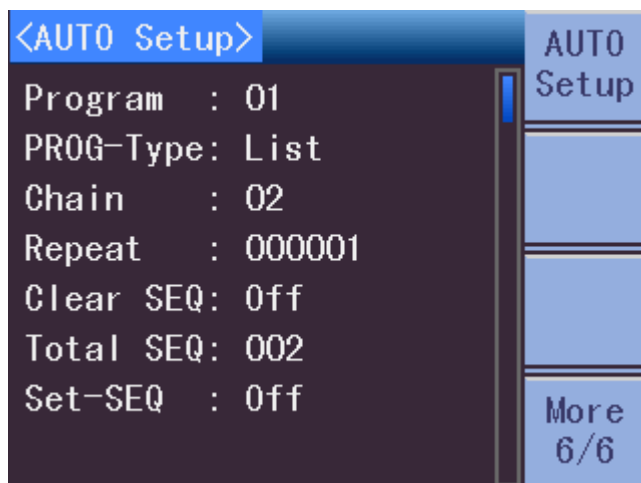 <AUTO Setup>
Program : 01
PROG-Type: List
Chain : 02
Repeat : 000001
Clear SEQ: Off
Total SEQ: 002
Set-SEQ : Off
AUTO
Setup
More
6/6